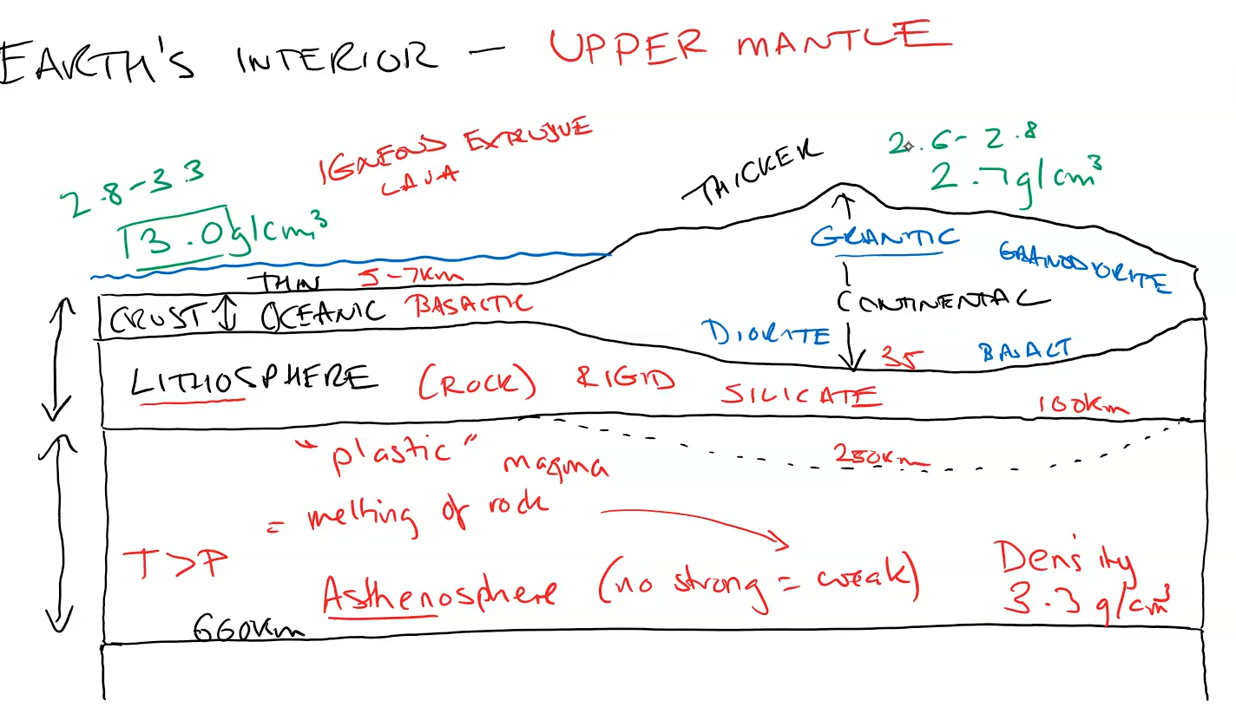 EARTH'S INTERIOR - UPPER MANTLE
IGNEOUS EXTRUSIVE
LAVA
2.8-3.3
3.0g/cm³
THICKER
2.6-2.8
2.7g/cm³
GRANITIC
GRANODIORITE
THIN 5-7km
CRUST OCEANIC BASALTIC
CONTINENTAL
DIORITE
35
BASALT
LITHOSPHERE (ROCK) RIGID SILICATE
100km
"plastic" magma
250km
= melting of rock
T>P
Asthenosphere (no strong = weak)
Density
3.3g/cm³
660km